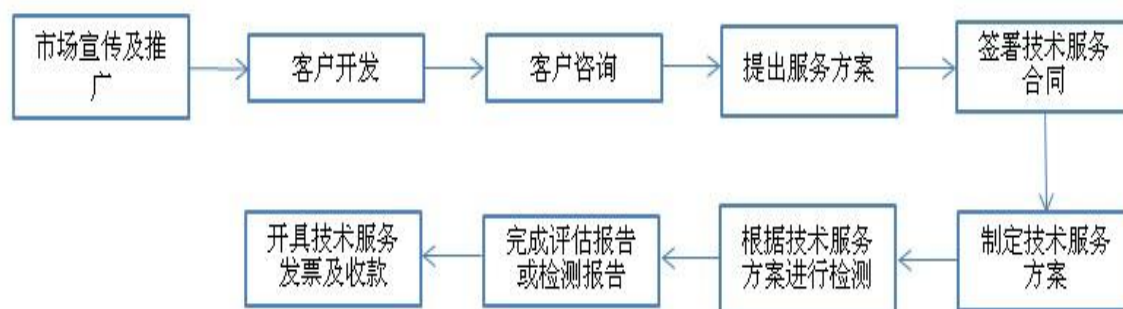 市场宣传及推
广
客户开发
客户咨询
提出服务方案
签署技术服务
合同
制定技术服务
方案
根据技术服务
方案进行检测
完成评估报告
或检测报告
开具技术服务
发票及收款